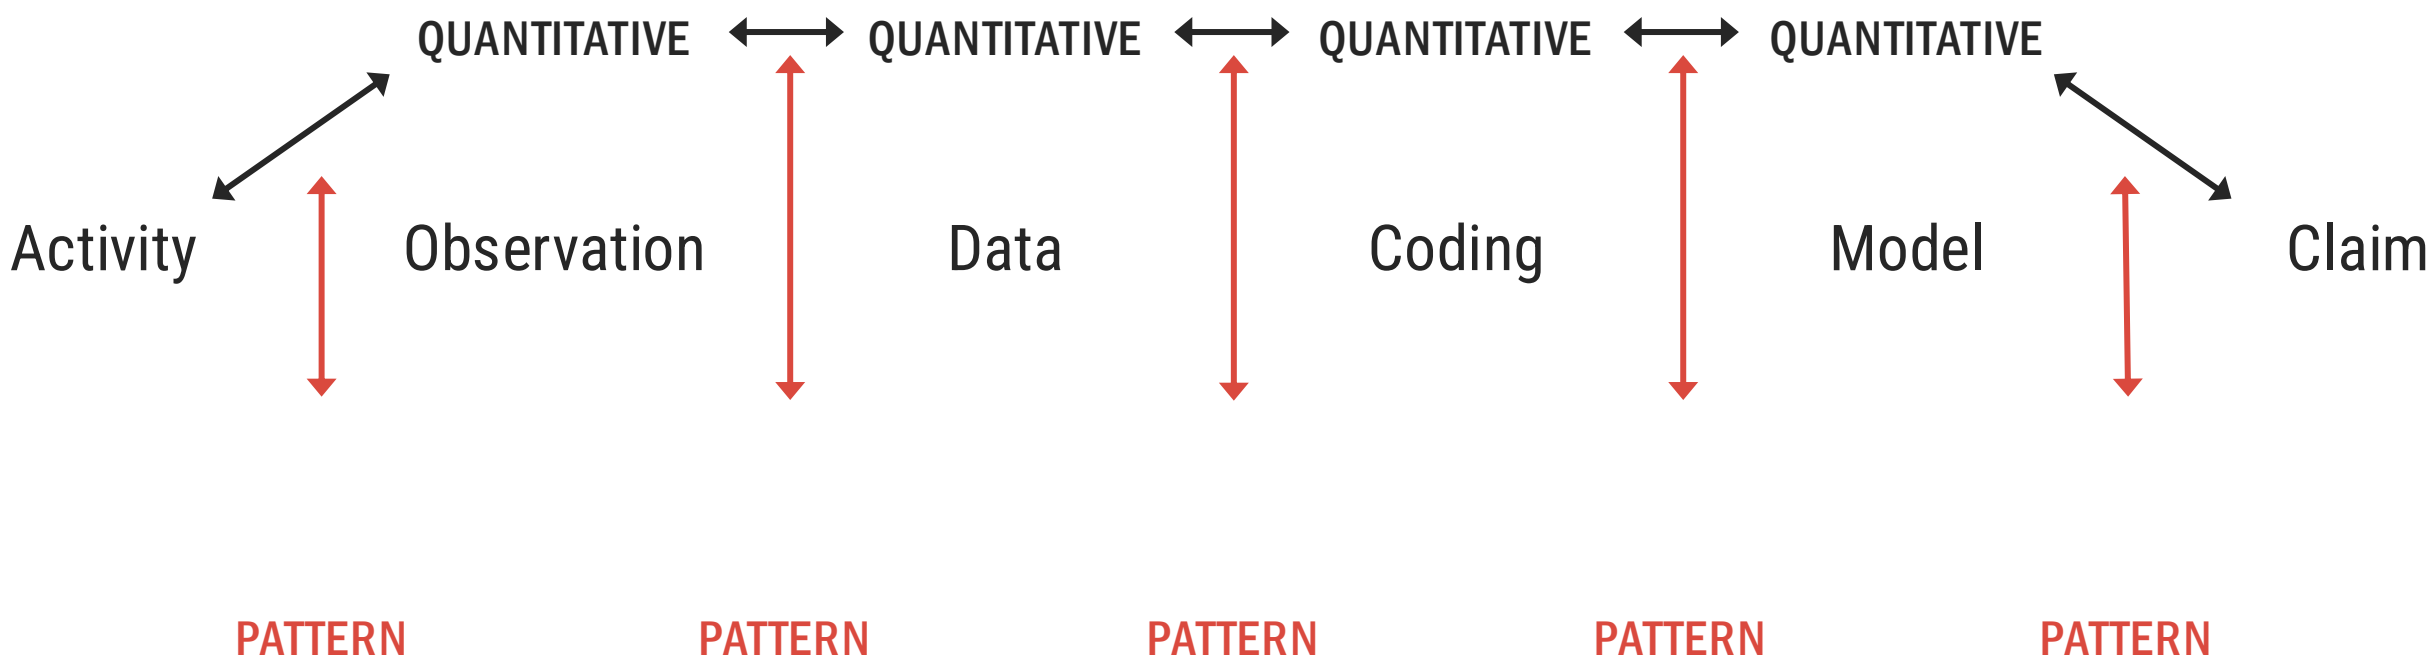 QUANTITATIVE QUANTITATIVE QUANTITATIVE QUANTITATIVE
Activity Observation Data Coding Model Claim
PATTERN PATTERN PATTERN PATTERN PATTERN